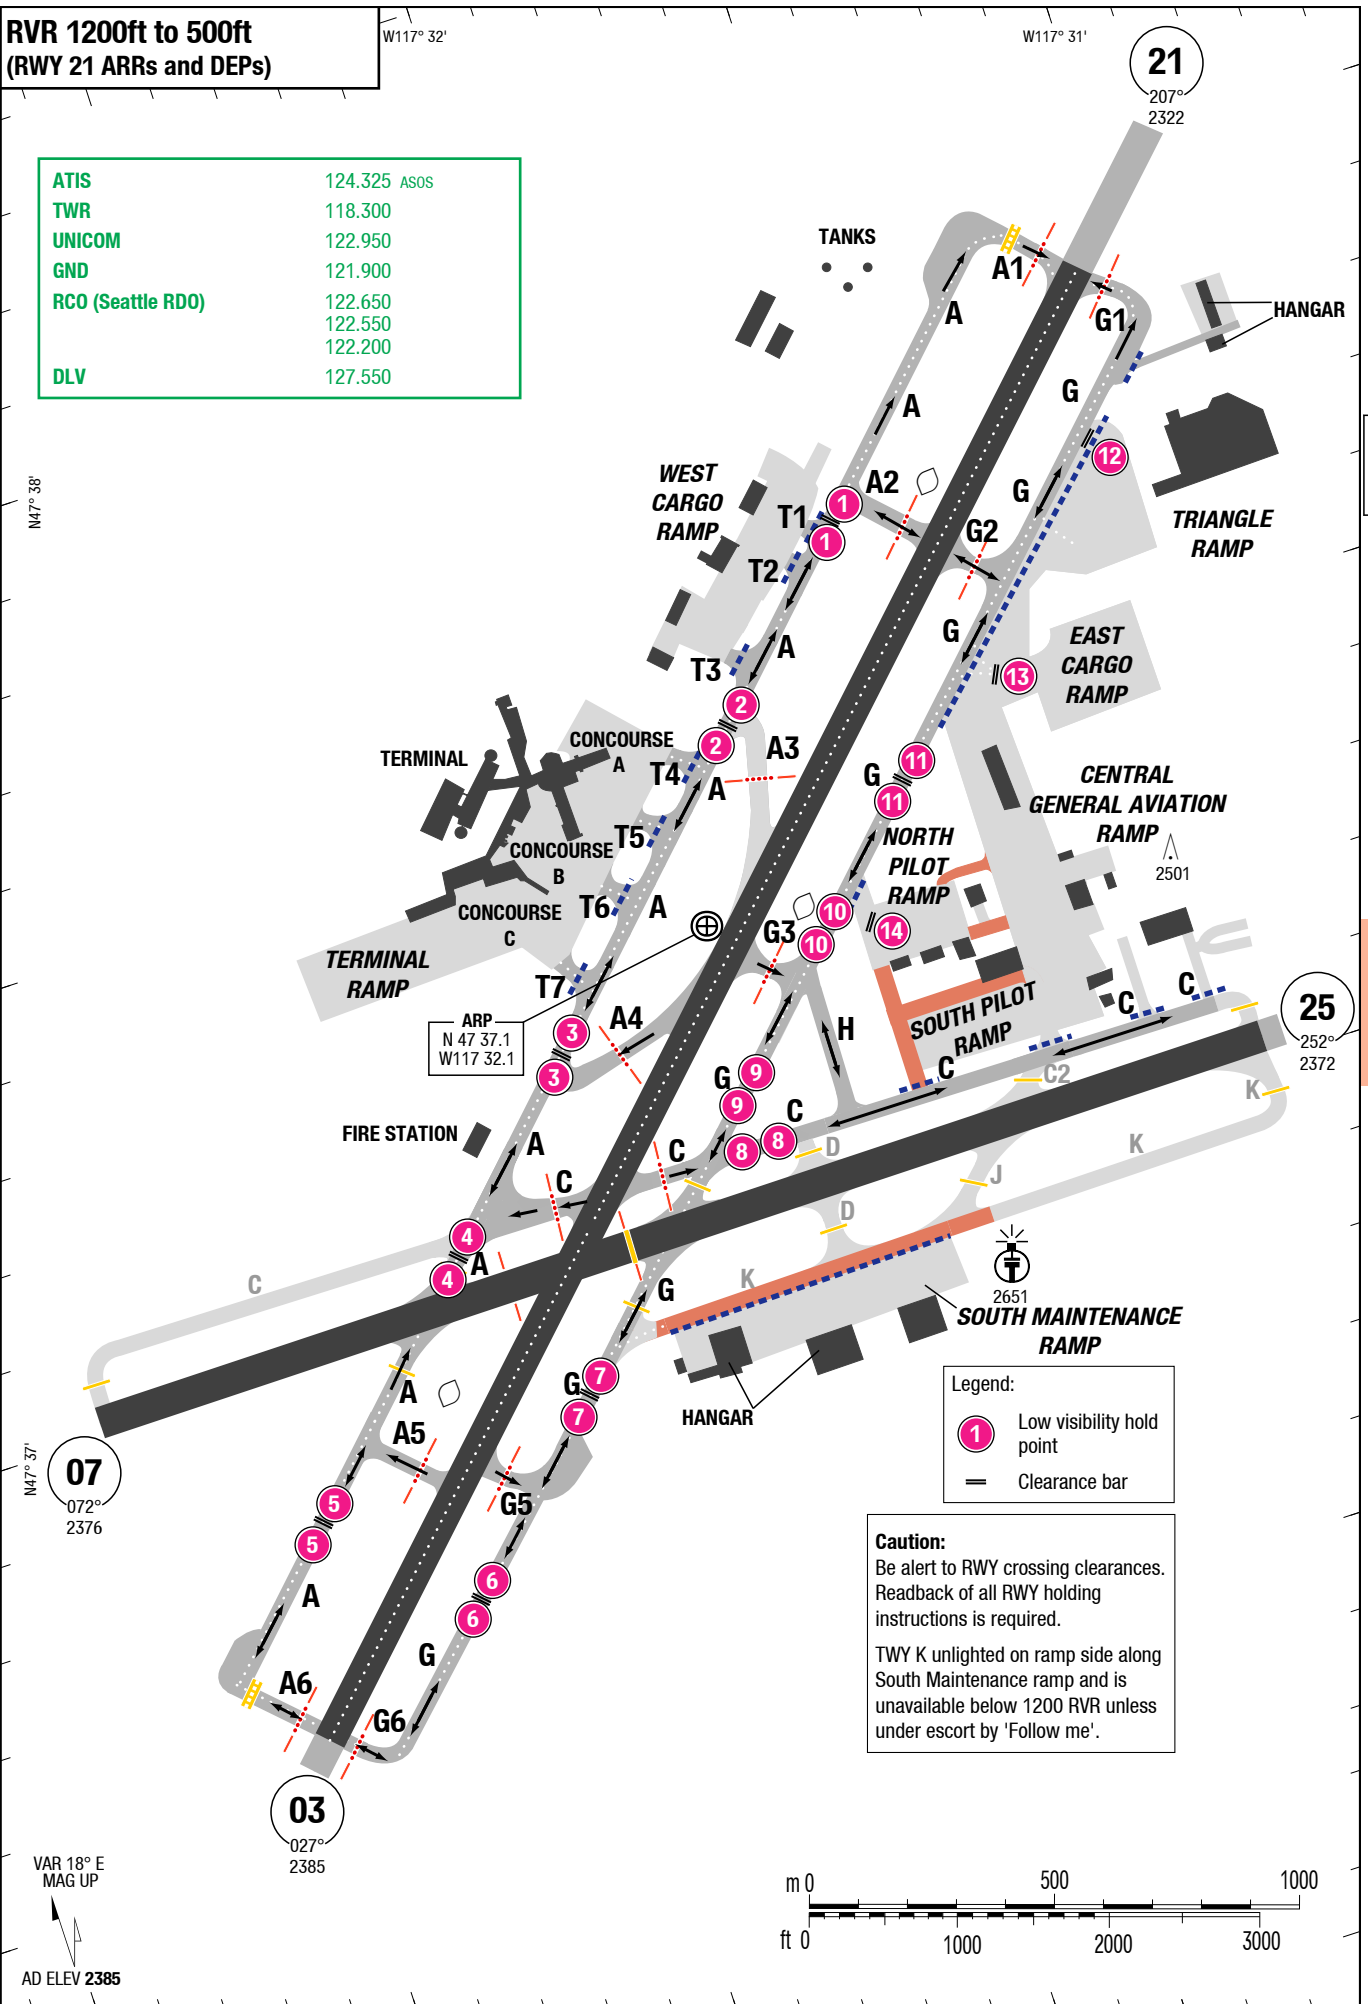 RVR 1200ft to 500ft
(RWY 21 ARRs and DEPs)
W117° 32'
W117° 31'
21
207°
2322
ATIS 124.325 ASOS
TWR 118.300
UNICOM 122.950
GND 121.900
RCO (Seattle RDO) 122.650
122.550
122.200
DLV 127.550
TANKS
A1
A
G1
HANGAR
G
A
WEST
CARGO
RAMP
N47° 38'
12
A2
1
T1
1
G
G2
TRIANGLE
RAMP
T2
A
G
EAST
CARGO
RAMP
T3
13
2
2
TERMINAL
CONCOURSE
A
A3
T4
A
11
G
11
CENTRAL
GENERAL AVIATION
RAMP
2501
T5
CONCOURSE
B
NORTH
PILOT
RAMP
T6
A
CONCOURSE
C
10
10
14
G3
TERMINAL
RAMP
T7
C
C
25
252°
2372
ARP
N 47 37.1
W117 32.1
A4
3
3
H
SOUTH PILOT
RAMP
C
C2
K
G
9
9
C
8
8
D
K
FIRE STATION
A
C
C
J
D
4
4
A
C
K
G
2651
SOUTH MAINTENANCE
RAMP
7
G
7
HANGAR
A
A5
07
072°
2376
N47° 37'
Legend:
1 Low visibility hold
point
Clearance bar
5
5
G5
A
6
6
G
A6
G6
Caution:
Be alert to RWY crossing clearances.
Readback of all RWY holding
instructions is required.
TWY K unlighted on ramp side along
South Maintenance ramp and is
unavailable below 1200 RVR unless
under escort by 'Follow me'.
03
027°
2385
VAR 18° E
MAG UP
AD ELEV 2385
m 0 500 1000
ft 0 1000 2000 3000